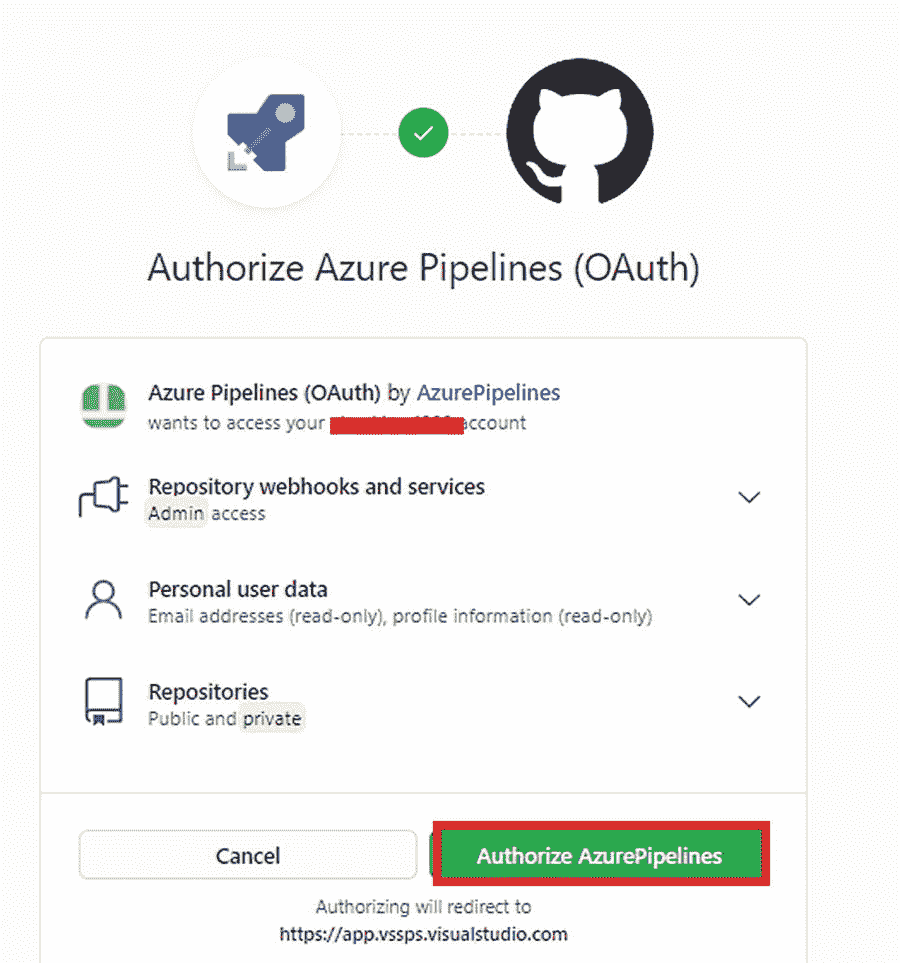 Authorize Azure Pipelines (OAuth)
Azure Pipelines (OAuth) by AzurePipelines
wants to access your account
Repository webhooks and services
Admin access
Personal user data
Email addresses (read-only), profile information (read-only)
Repositories
Public and private
Cancel
Authorize AzurePipelines
Authorizing will redirect to
https://app.vssps.visualstudio.com